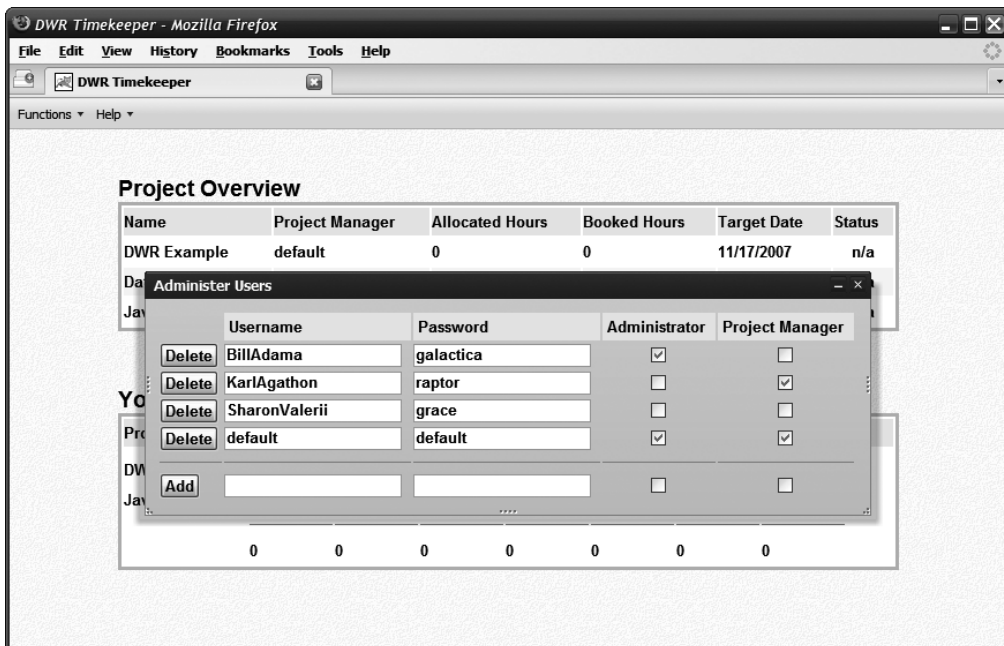 DWR Timekeeper - Mozilla Firefox
File Edit View History Bookmarks Tools Help
DWR Timekeeper
Functions Help
Project Overview
Name Project Manager Allocated Hours Booked Hours Target Date Status
DWR Example default 0 0 11/17/2007 n/a
Administer Users
Username Password Administrator Project Manager
Delete BillAdama galactica
Delete KarlAgathon raptor
Delete SharonValerii grace
Delete default default
Add
0 0 0 0 0 0 0